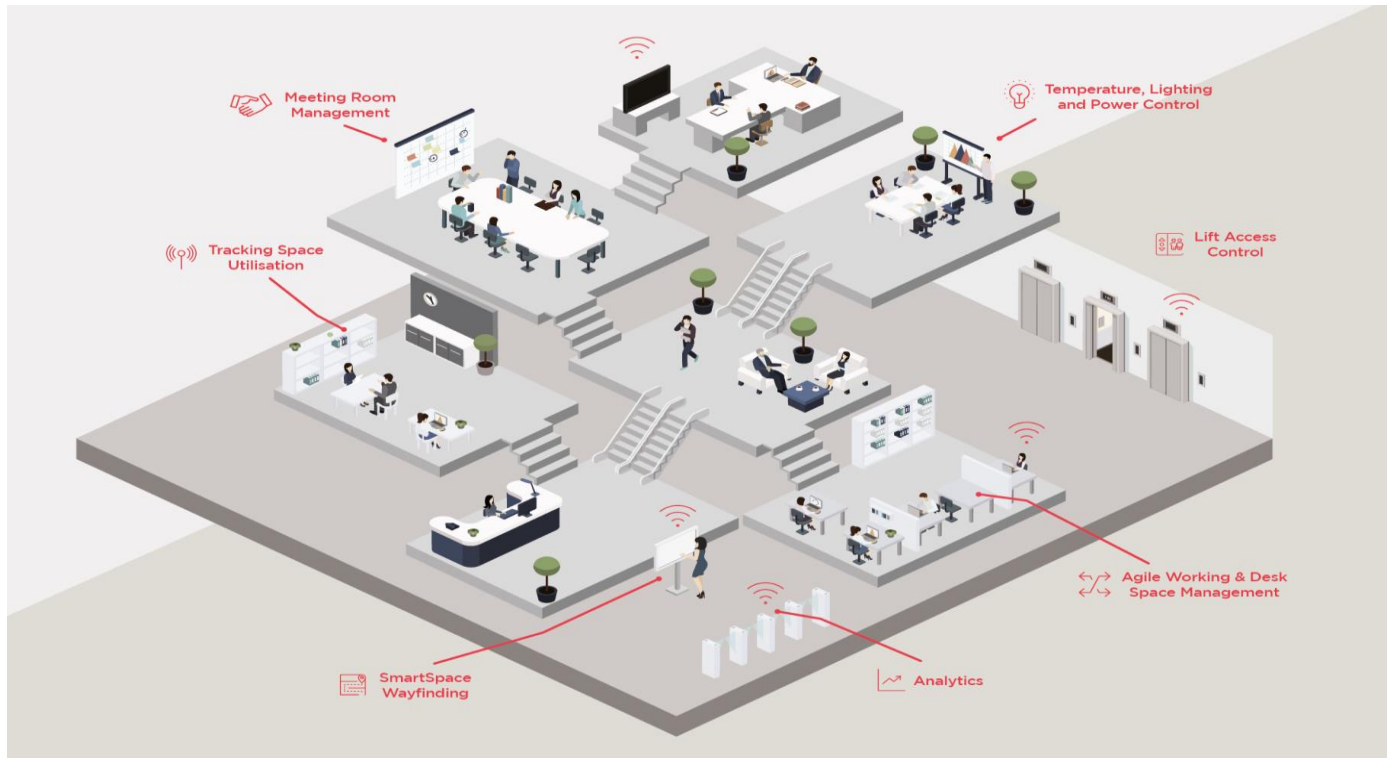 Meeting Room
Management
Temperature, Lighting
and Power Control
Tracking Space
Utilisation
Lift Access
Control
Agile Working & Desk
Space Management
SmartSpace
Wayfinding
Analytics